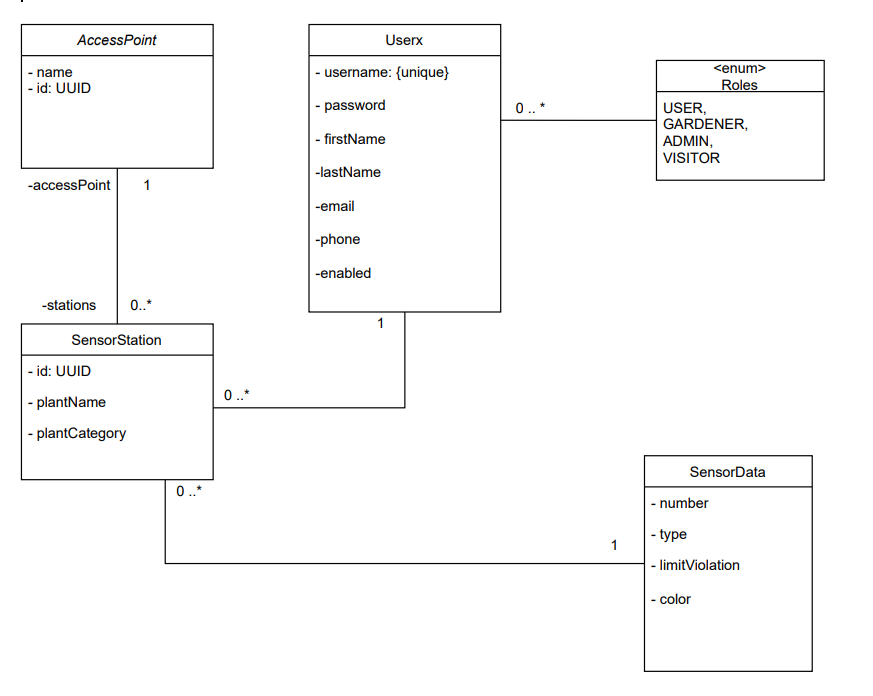 AccessPoint
- name
- id: UUID
-accessPoint
1
-stations
0..*
SensorStation
- id: UUID
- plantName
- plantCategory
0 ..*
0 ..*
Userx
- username: {unique}
- password
- firstName
-lastName
-email
-phone
-enabled
1
0 .. *
<enum>
Roles
USER,
GARDENER,
ADMIN,
VISITOR
1
SensorData
- number
- type
- limitViolation
- color